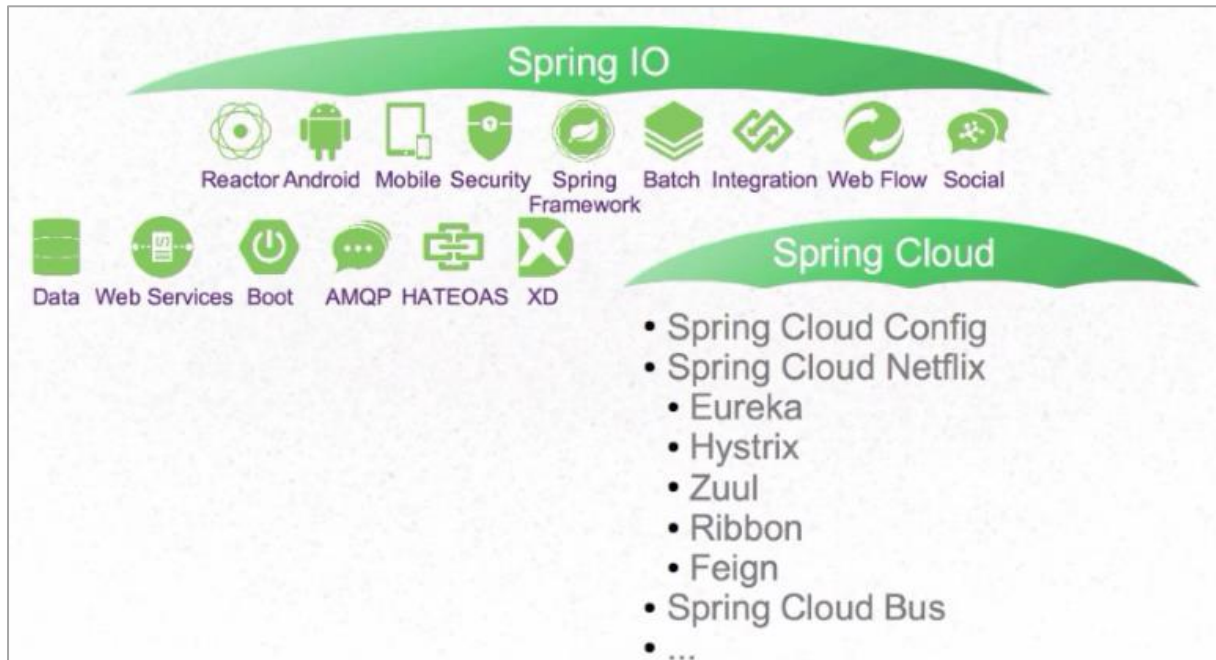 Spring IO
Reactor Android Mobile Security Spring Framework Batch Integration Web Flow Social
Data Web Services Boot AMQP HATEOAS XD
Spring Cloud
• Spring Cloud Config
• Spring Cloud Netflix
• Eureka
• Hystrix
• Zuul
• Ribbon
• Feign
• Spring Cloud Bus
• ...